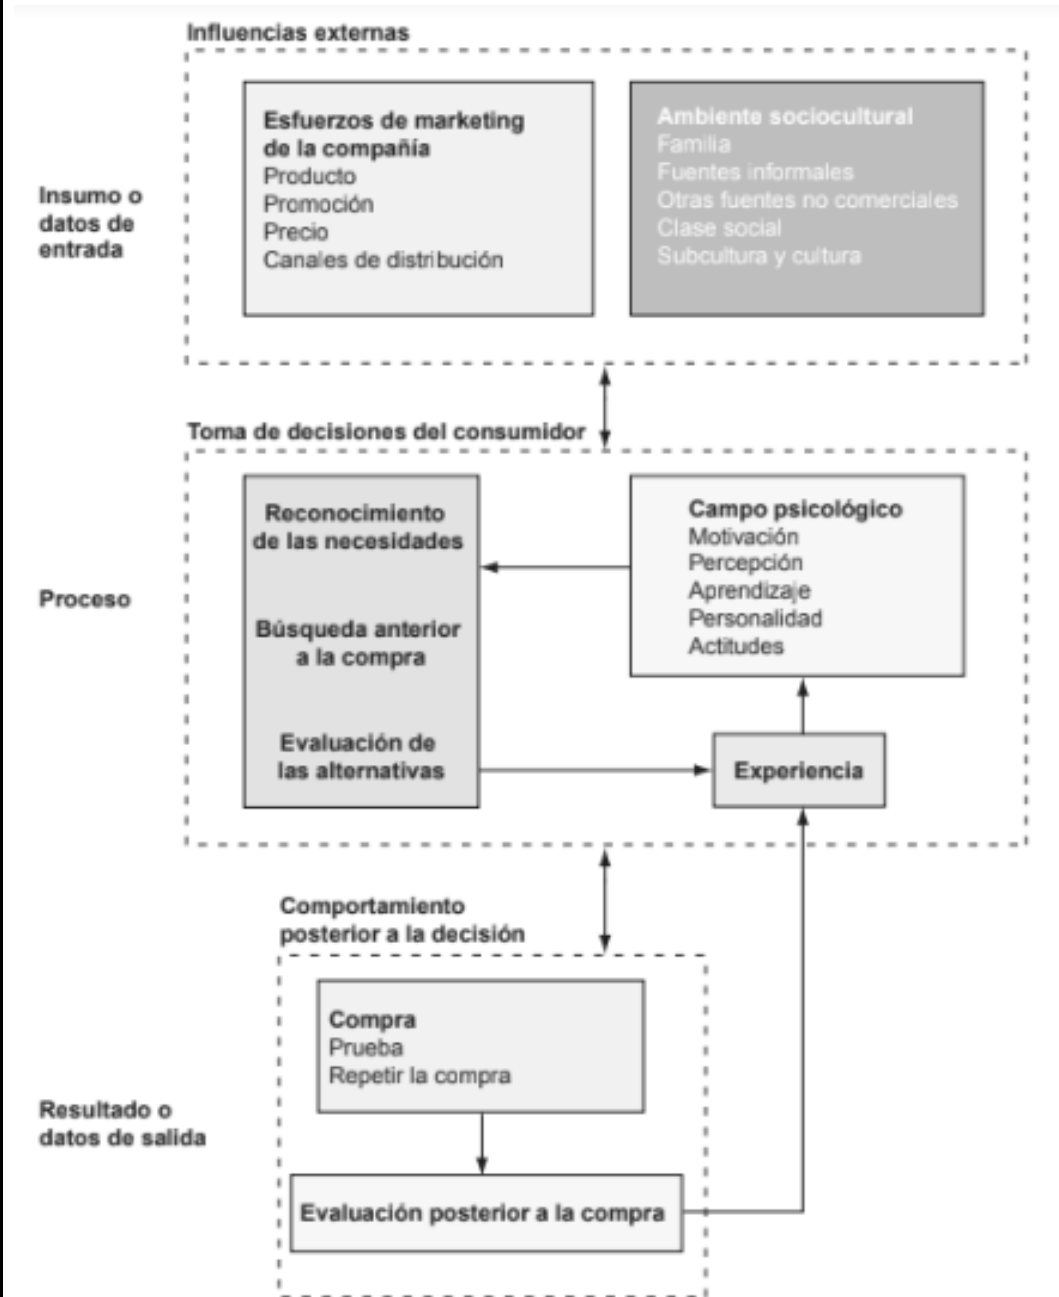 Influencias externas
Insumo o
datos de
entrada
Esfuerzos de marketing
de la compañía
Producto
Promoción
Precio
Canales de distribución
Ambiente sociocultural
Familia
Fuentes informales
Otras fuentes no comerciales
Clase social
Subcultura y cultura
Toma de decisiones del consumidor
Proceso
Reconocimiento
de las necesidades
Búsqueda anterior
a la compra
Evaluación de
las alternativas
Campo psicológico
Motivación
Percepción
Aprendizaje
Personalidad
Actitudes
Experiencia
Comportamiento
posterior a la decisión
Resultado o
datos de salida
Compra
Prueba
Repetir la compra
Evaluación posterior a la compra